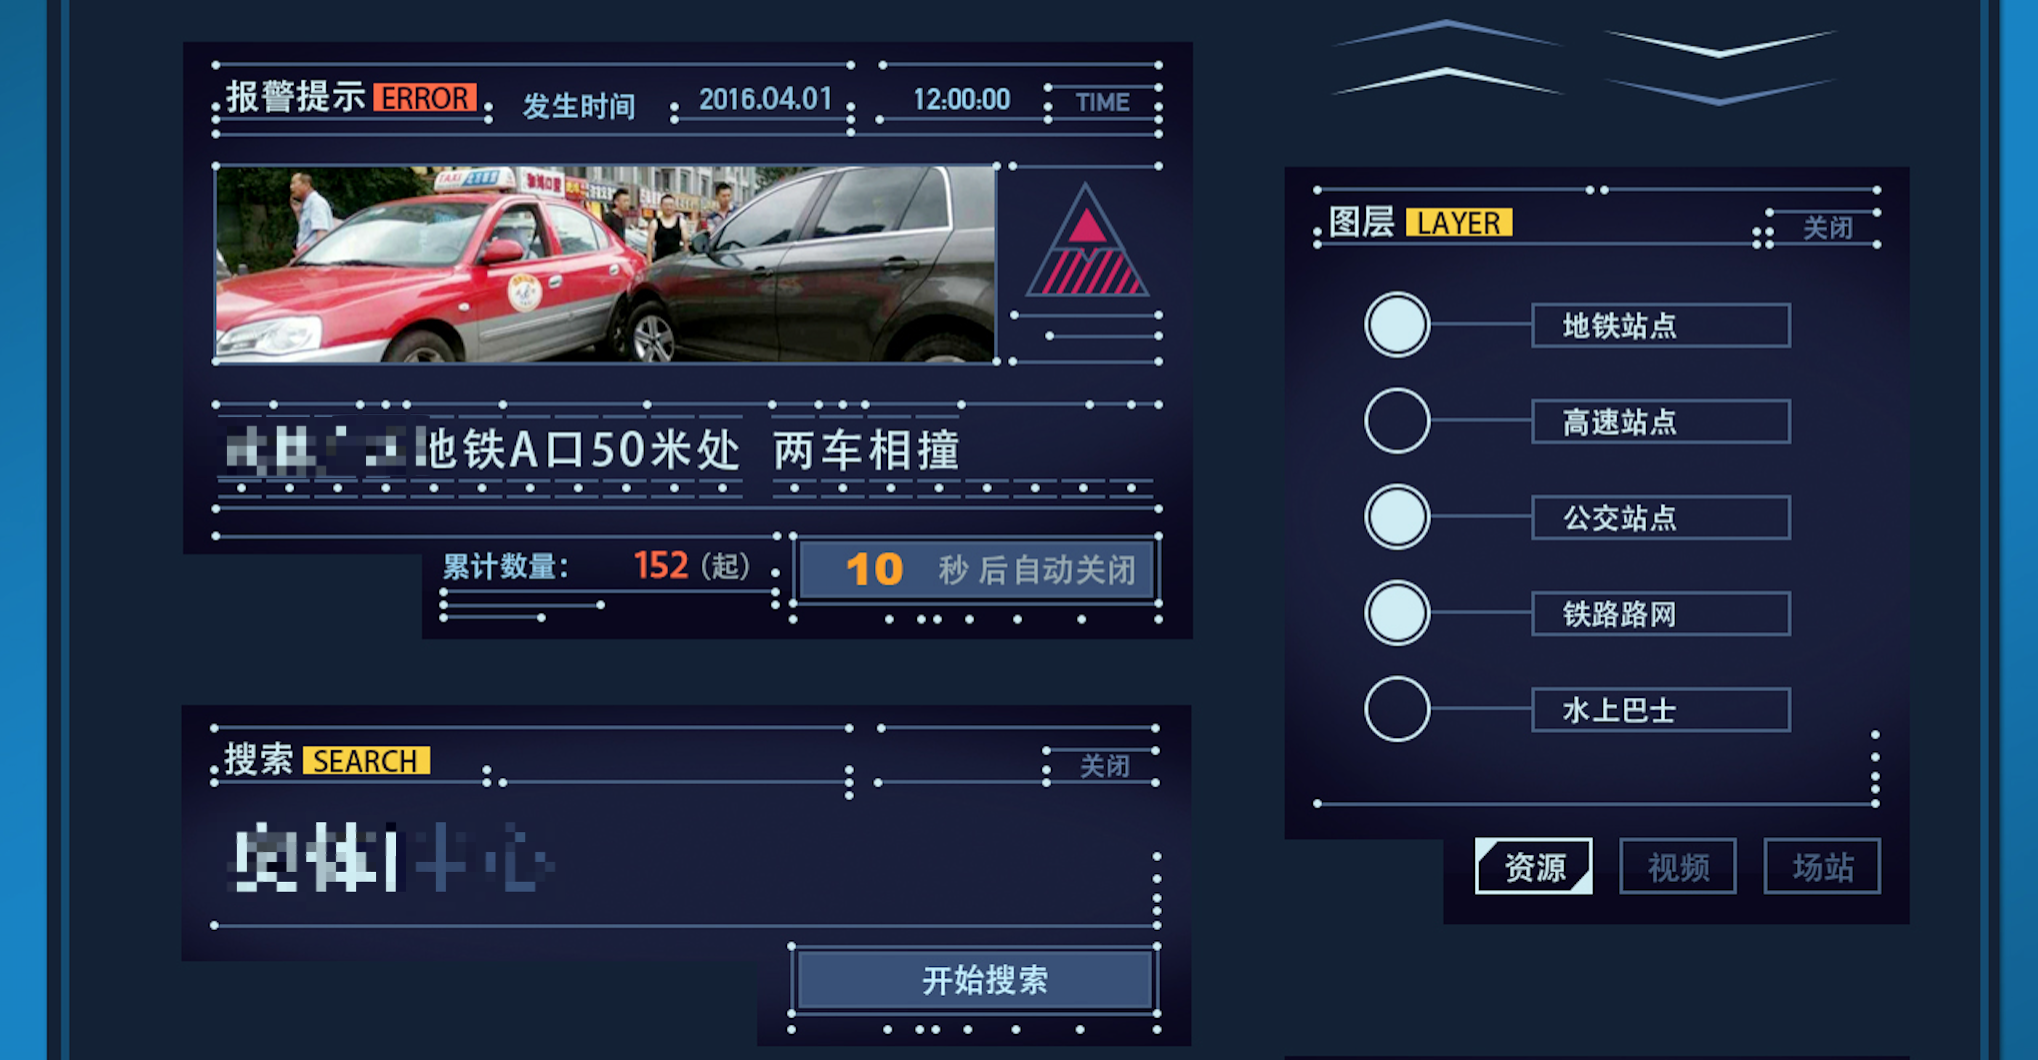 报警提示 ERROR 发生时间 2016.04.01 12:00:00 TIME
TAXI
地铁A口50米处 两车相撞
累计数量： 152 (起) 10 秒后自动关闭
搜索 SEARCH 关闭
开始搜索
图层 LAYER 关闭
地铁站点
高速站点
公交站点
铁路路网
水上巴士
资源 视频 场站